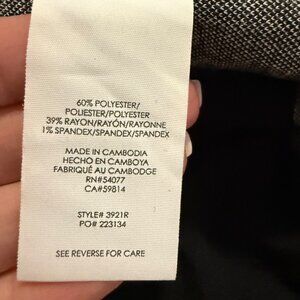 60% POLYESTER/
POLIESTER/POLYESTER
39% RAYON/RAYÓN/RAYONNE
1% SPANDEX/SPANDEX/SPANDEX
MADE IN CAMBODIA
HECHO EN CAMBOYA
FABRIQUÉ AU CAMBODGE
RN#54077
CA#59814
STYLE# 3921R
PO# 223134
SEE REVERSE FOR CARE